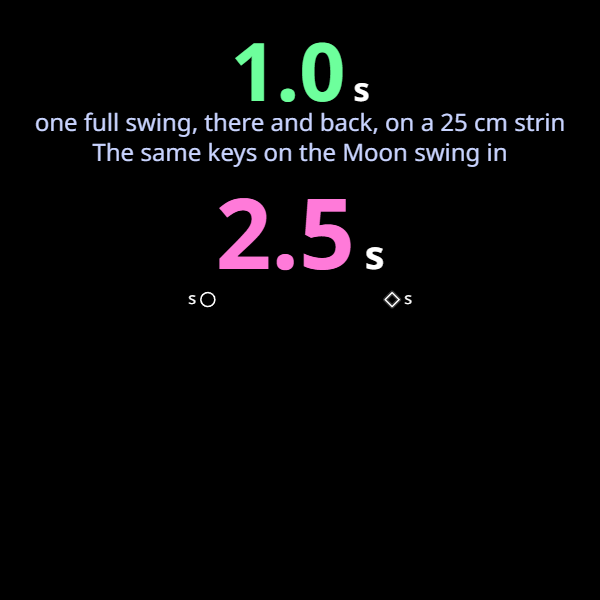 1.0 s
one full swing, there and back, on a 25 cm strin
The same keys on the Moon swing in
2.5 s
s s